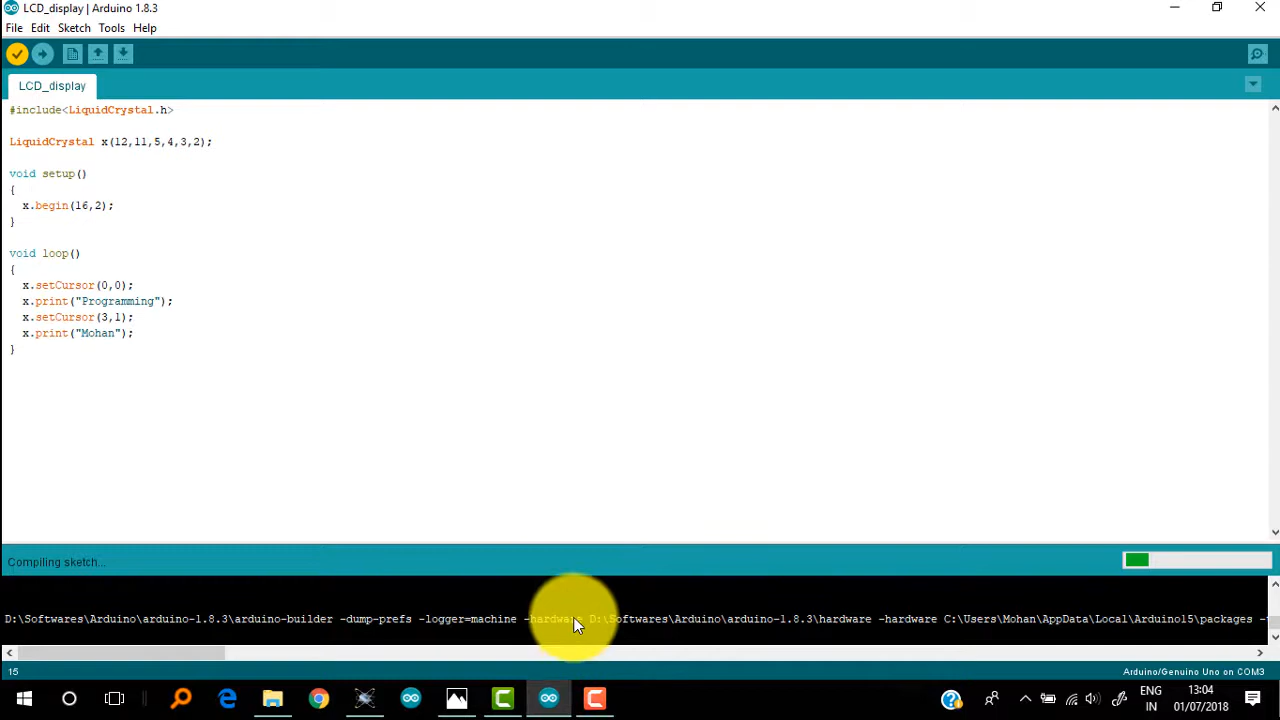 LCD_display | Arduino 1.8.3
File Edit Sketch Tools Help
LCD_display
#include<LiquidCrystal.h>
LiquidCrystal x(12,11,5,4,3,2);
void setup()
{
x.begin(16,2);
}
void loop()
{
x.setCursor(0,0);
x.print("Programming");
x.setCursor(3,1);
x.print("Mohan");
}
Compiling sketch...
D:\Softwares\Arduino\arduino-1.8.3\arduino-builder -dump-prefs -logger=machine -hardware D:\Softwares\Arduino\arduino-1.8.3\hardware -hardware C:\Users\Mohan\AppData\Local\Arduino15\packages -
15
Arduino/Genuino Uno on COM3
ENG 13:04
IN 01/07/2018